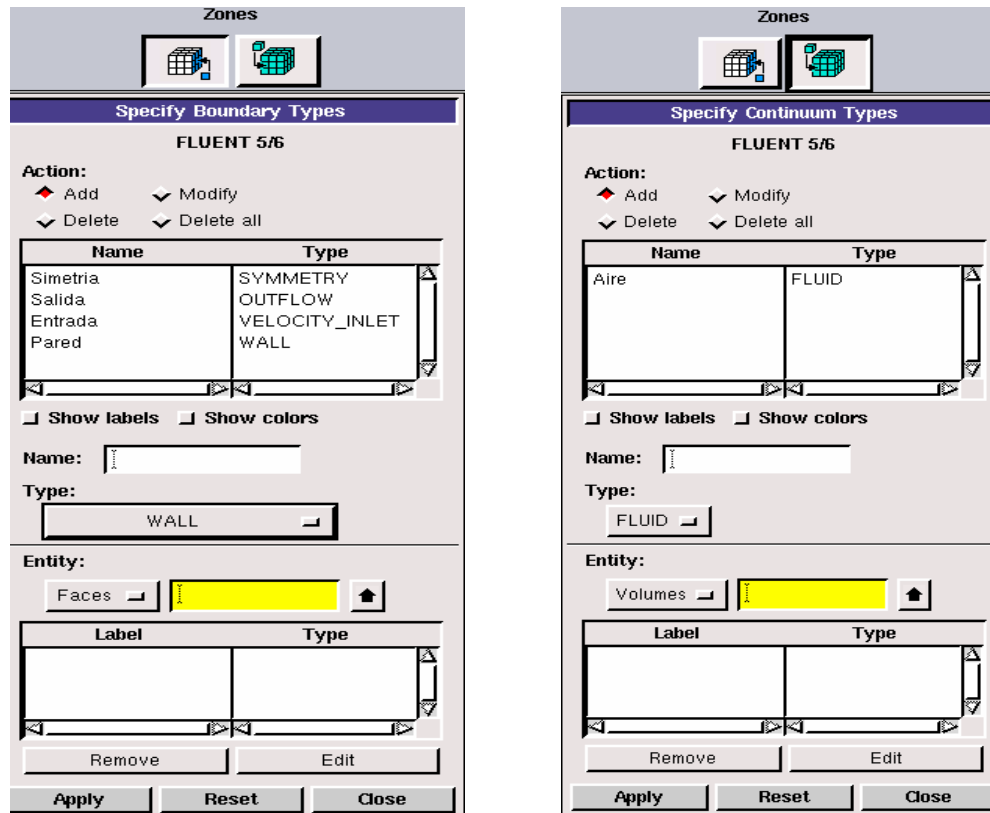 Zones
Specify Boundary Types
FLUENT 5/6
Action:
Add Modify
Delete Delete all
Name Type
Simetria SYMMETRY
Salida OUTFLOW
Entrada VELOCITY_INLET
Pared WALL
Show labels Show colors
Name:
Type:
WALL
Entity:
Faces
Label Type
Remove Edit
Apply Reset Close
Zones
Specify Continuum Types
FLUENT 5/6
Action:
Add Modify
Delete Delete all
Name Type
Aire FLUID
Show labels Show colors
Name:
Type:
FLUID
Entity:
Volumes
Label Type
Remove Edit
Apply Reset Close